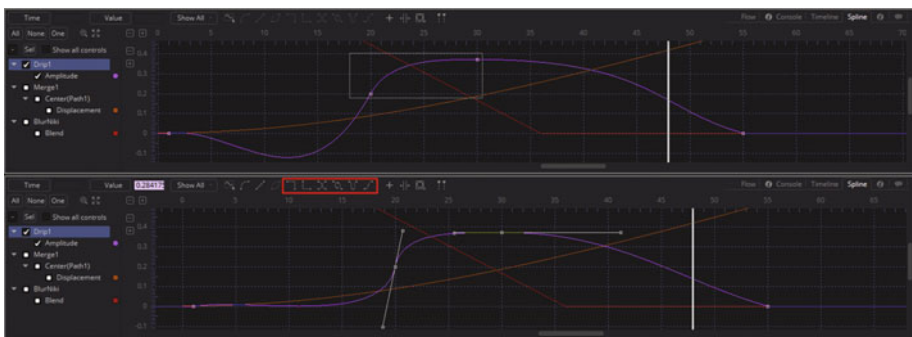 Time Value Show All Flow Console Timeline Spline
All None One
0 5 10 15 20 25 30 35 40 45 50 55 60 65 70
Sel Show all controls
0.4
Drip1
Amplitude
0.3
Merge1
Center(Path1)
0.2
Displacement
0.1
BlurNiki
Blend
0
-0.1
Time Value 0.284175 Show All Flow Console Timeline Spline
All None One
0 5 10 15 20 25 30 35 40 45 50 55 60 65
Sel Show all controls
0.4
Drip1
Amplitude
0.3
Merge1
Center(Path1)
0.2
Displacement
0.1
BlurNiki
Blend
0
-0.1